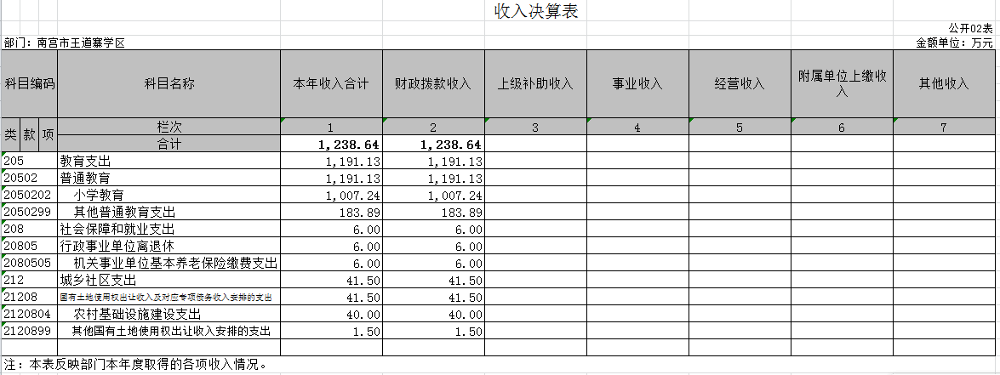 收入决算表
公开02表
部门：南宫市王道寨学区 金额单位：万元
科目编码 科目名称 本年收入合计 财政拨款收入 上级补助收入 事业收入 经营收入 附属单位上缴收入 其他收入
类 款 项 栏次 1 2 3 4 5 6 7
合计 1,238.64 1,238.64
205 教育支出 1,191.13 1,191.13
20502 普通教育 1,191.13 1,191.13
2050202 小学教育 1,007.24 1,007.24
2050299 其他普通教育支出 183.89 183.89
208 社会保障和就业支出 6.00 6.00
20805 行政事业单位离退休 6.00 6.00
2080505 机关事业单位基本养老保险缴费支出 6.00 6.00
212 城乡社区支出 41.50 41.50
21208 国有土地使用权出让收入及对应专项债务收入安排的支出 41.50 41.50
2120804 农村基础设施建设支出 40.00 40.00
2120899 其他国有土地使用权出让收入安排的支出 1.50 1.50
注：本表反映部门本年度取得的各项收入情况。